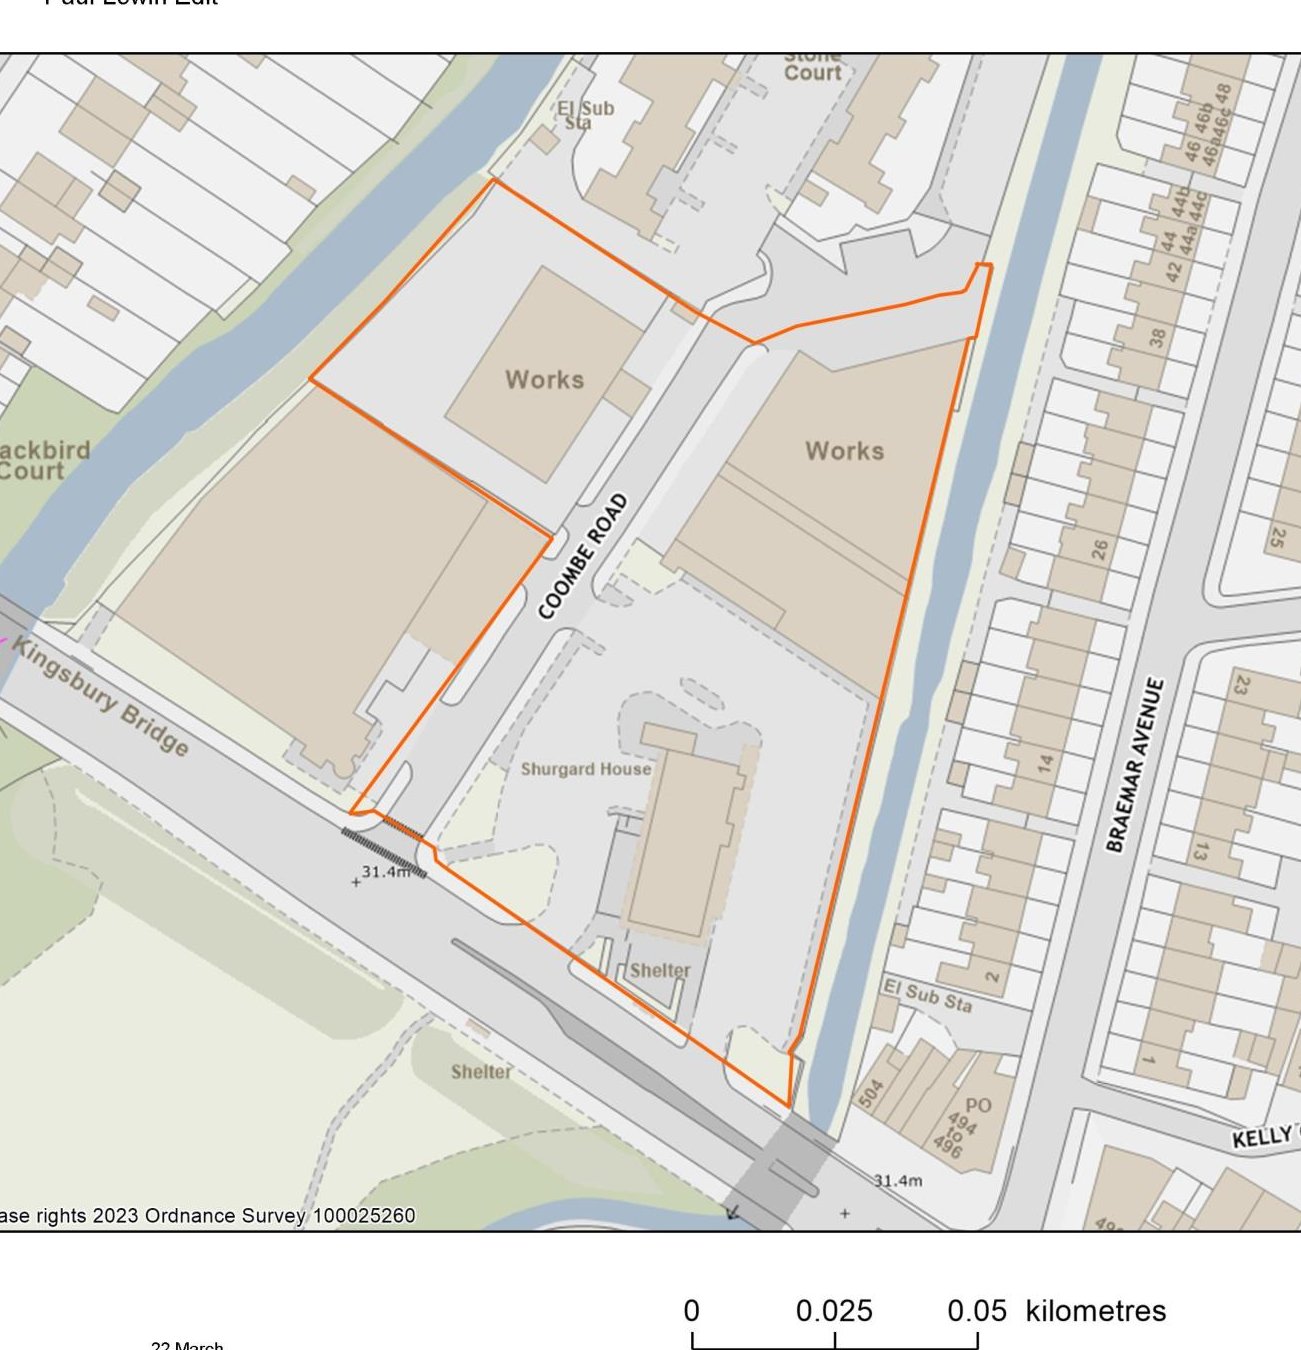 Paul Lewin Edit
Stone
Court
El Sub
Sta
46 46b 48
46a46c
44b
44c
44
44a
42
38
Works
Works
ackbird
Court
25
26
COOMBE ROAD
Kingsbury Bridge
23
14
BRAEMAR AVENUE
Shurgard House
13
31.4m
Shelter
2
El Sub Sta
Shelter
1
504
PO
494
to
496
KELLY
31.4m
ase rights 2023 Ordnance Survey 100025260
0 0.025 0.05 kilometres
22 March